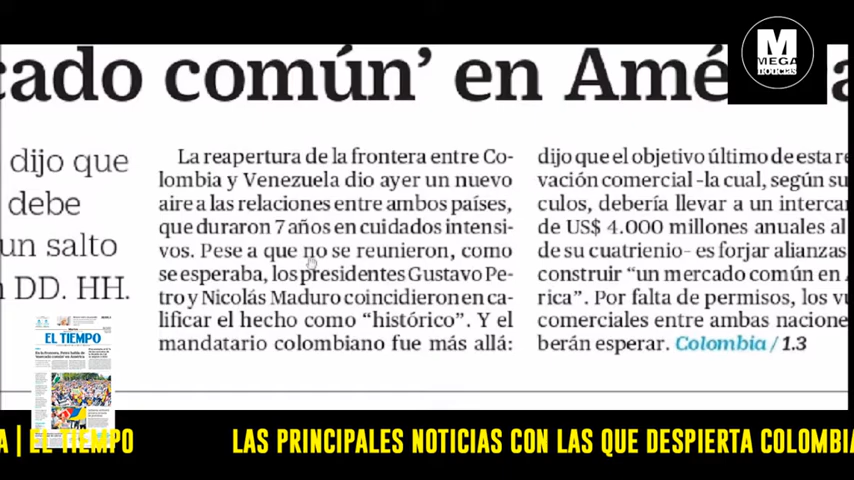 cado común’ en Amé
MEGA
NOTICIAS
dijo que
debe
un salto
DD. HH.
La reapertura de la frontera entre Co-
lombia y Venezuela dio ayer un nuevo
aire a las relaciones entre ambos países,
que duraron 7 años en cuidados intensi-
vos. Pese a que no se reunieron, como
se esperaba, los presidentes Gustavo Pe-
tro y Nicolás Maduro coincidieron en ca-
lificar el hecho como “histórico”. Y el
mandatario colombiano fue más allá:
dijo que el objetivo último de esta re
vación comercial -la cual, según su
culos, debería llevar a un intercam
de US$ 4.000 millones anuales al
de su cuatrienio- es forjar alianzas
construir “un mercado común en A
rica”. Por falta de permisos, los vu
comerciales entre ambas nacione
berán esperar. Colombia / 1.3
EL TIEMPO
A | EL TIEMPO
LAS PRINCIPALES NOTICIAS CON LAS QUE DESPIERTA COLOMBIA